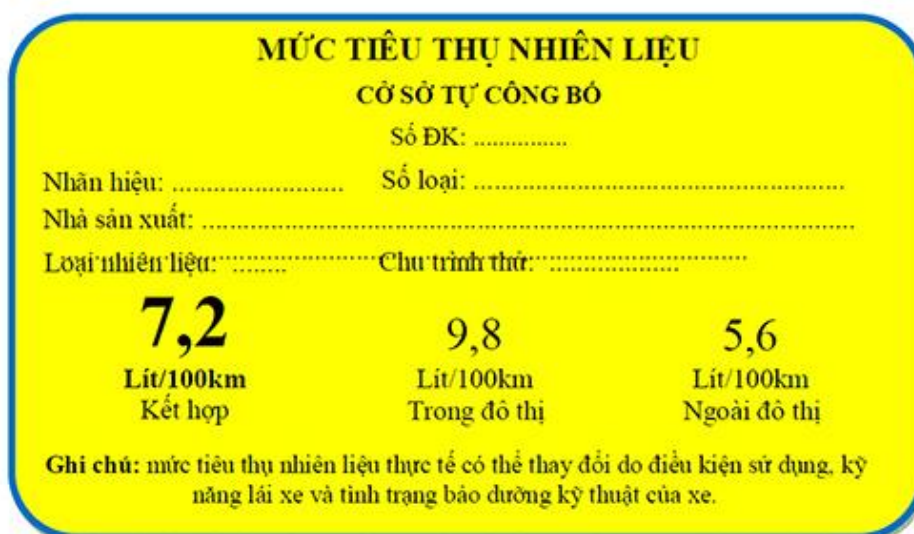 MỨC TIÊU THỤ NHIÊN LIỆU
CỞ SỞ TỰ CÔNG BỐ
Số ĐK: ...............
Nhãn hiệu: ........................... Số loại: ...........................................................
Nhà sản xuất: ........................................................................................................
Loại nhiên liệu: ........ Chu trình thử: .....................
7,2 9,8 5,6
Lít/100km Lít/100km Lít/100km
Kết hợp Trong đô thị Ngoài đô thị
Ghi chú: mức tiêu thụ nhiên liệu thực tế có thể thay đổi do điều kiện sử dụng, kỹ
năng lái xe và tình trạng bảo dưỡng kỹ thuật của xe.